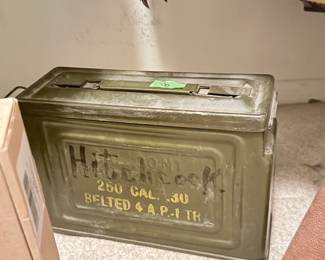 Hitchcock
250 CAL. .30
BELTED 4 A.P.-1 TR